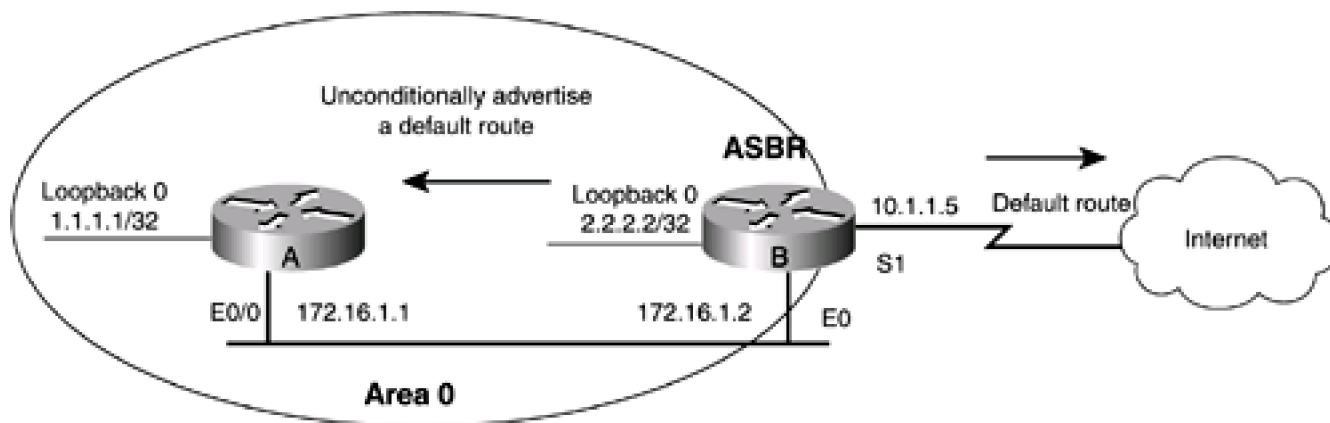 Unconditionally advertise
a default route
ASBR
Loopback 0
1.1.1.1/32
A
Loopback 0
2.2.2.2/32
B
10.1.1.5
Default route
S1
Internet
E0/0
172.16.1.1
172.16.1.2
E0
Area 0